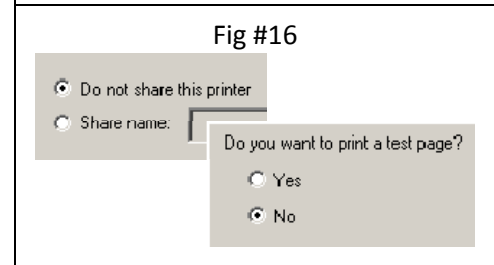 Fig #16
Do not share this printer
Share name:
Do you want to print a test page?
Yes
No